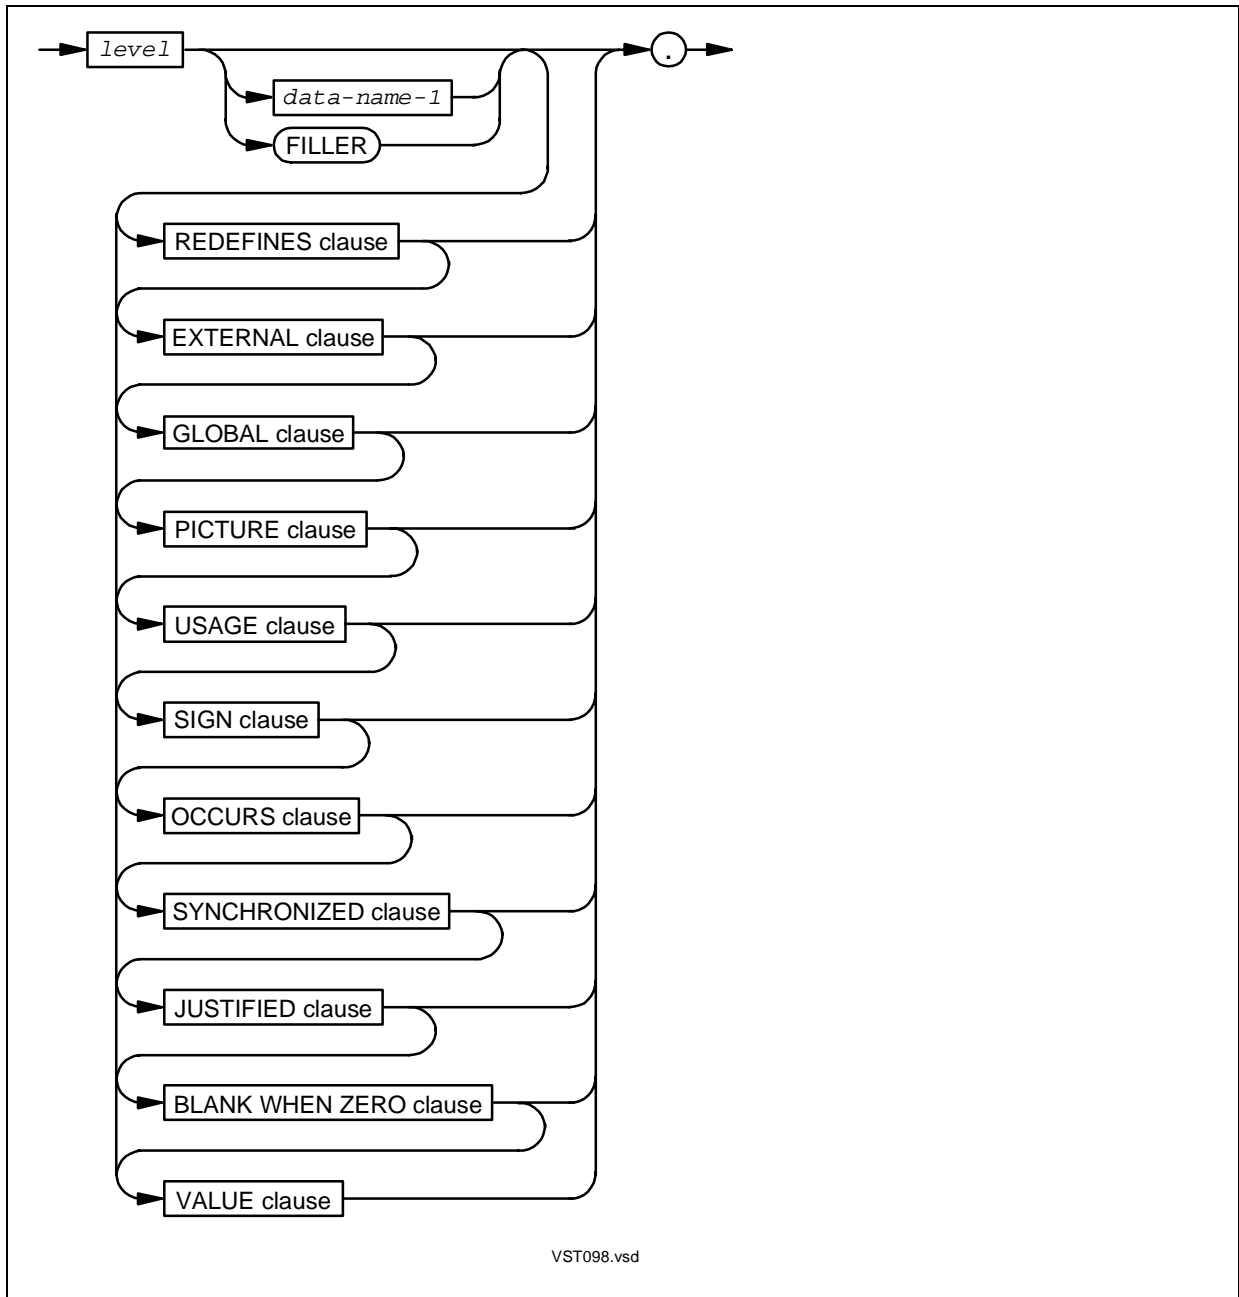 level
.
data-name-1
FILLER
REDEFINES clause
EXTERNAL clause
GLOBAL clause
PICTURE clause
USAGE clause
SIGN clause
OCCURS clause
SYNCHRONIZED clause
JUSTIFIED clause
BLANK WHEN ZERO clause
VALUE clause
VST098.vsd